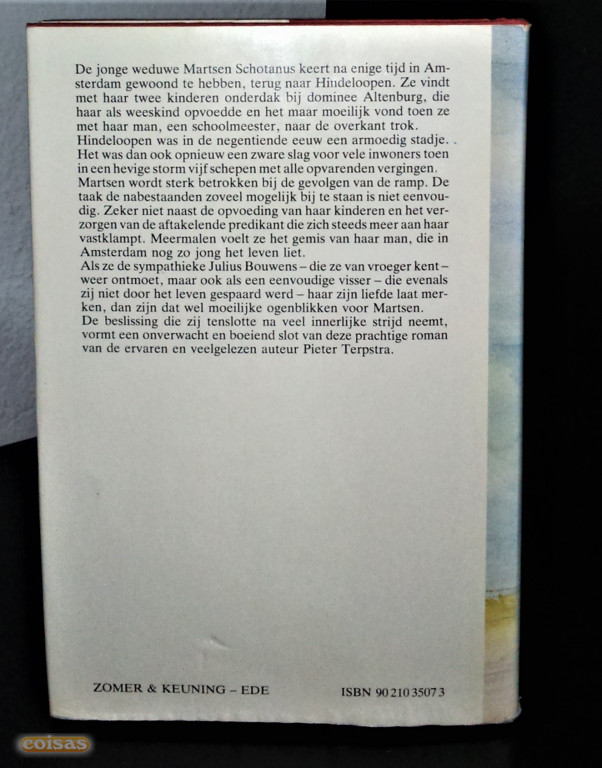 De jonge weduwe Martsen Schotanus keert na enige tijd in Am-
sterdam gewoond te hebben, terug naar Hindeloopen. Ze vindt
met haar twee kinderen onderdak bij dominee Altenburg, die
haar als weeskind opvoedde en het maar moeilijk vond toen ze
met haar man, een schoolmeester, naar de overkant trok.
Hindeloopen was in de negentiende eeuw een armoedig stadje. .
Het was dan ook opnieuw een zware slag voor vele inwoners toen
in een hevige storm vijf schepen met alle opvarenden vergingen.
Martsen wordt sterk betrokken bij de gevolgen van de ramp. De
taak de nabestaanden zoveel mogelijk bij te staan is niet eenvou-
dig. Zeker niet naast de opvoeding van haar kinderen en het ver-
zorgen van de aftakelende predikant die zich steeds meer aan haar
vastklampt. Meermalen voelt ze het gemis van haar man, die in
Amsterdam nog zo jong het leven liet.
Als ze de sympathieke Julius Bouwens – die ze van vroeger kent –
weer ontmoet, maar ook als een eenvoudige visser – die evenals
zij niet door het leven gespaard werd – haar zijn liefde laat mer-
ken, dan zijn dat wel moeilijke ogenblikken voor Martsen.
De beslissing die zij tenslotte na veel innerlijke strijd neemt,
vormt een onverwacht en boeiend slot van deze prachtige roman
van de ervaren en veelgelezen auteur Pieter Terpstra.
ZOMER & KEUNING – EDE
ISBN 90 210 3507 3
coisas